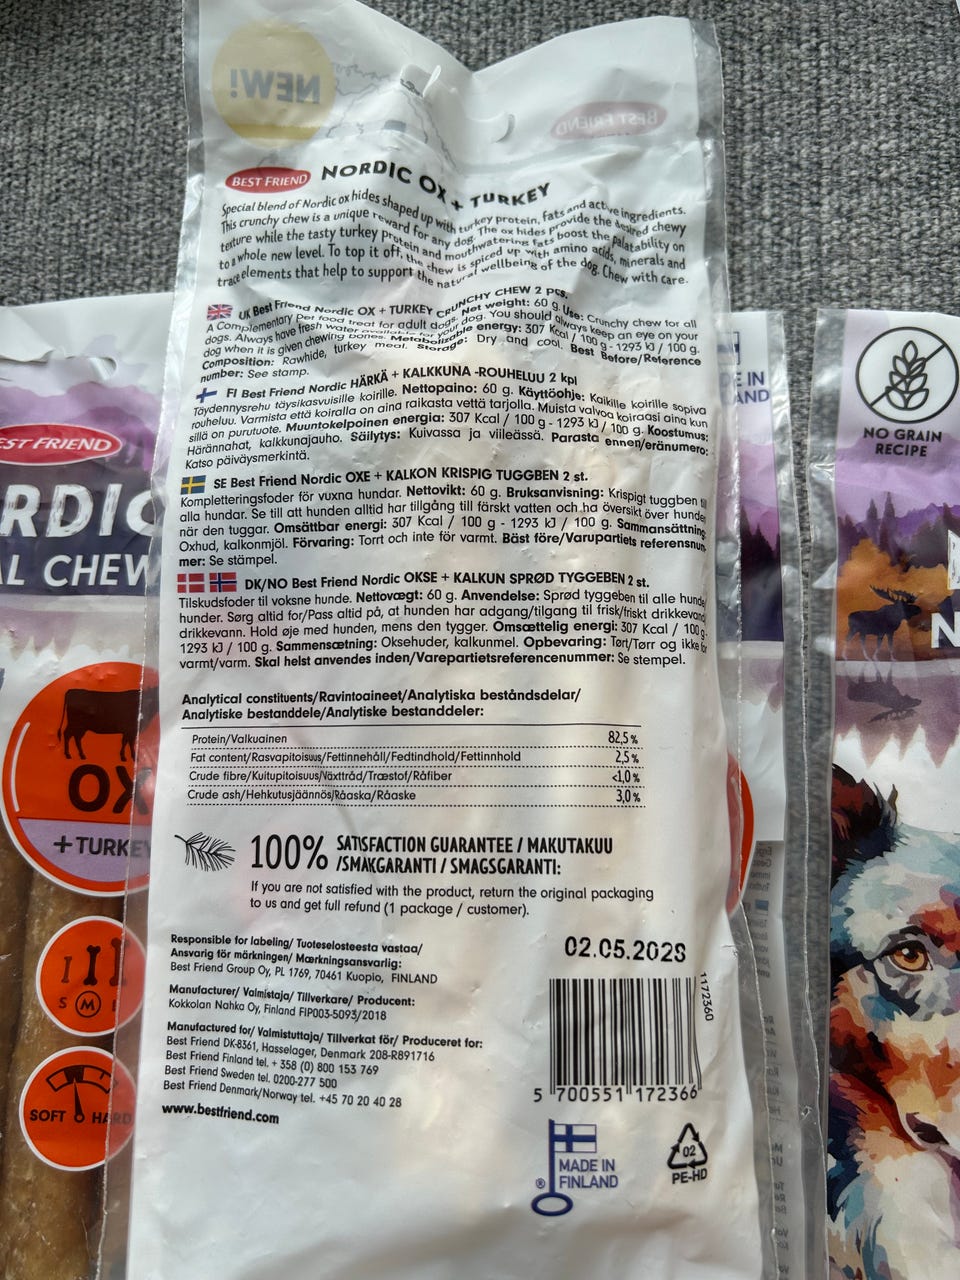 NEW!
BEST FRIEND
BEST FRIEND NORDIC OX + TURKEY
Special blend of Nordic ox hides shaped up with turkey protein, fats and active ingredients.
This crunchy chew is a unique reward for any dog. The ox hides provide the desired chewy
texture while the tasty turkey protein and mouthwatering fats boost the palatability on
to a whole new level. To top it off, the chew is spiced up with amino acids, minerals and
trace elements that help to support the natural wellbeing of the dog. Chew with care.
UK Best Friend Nordic OX + TURKEY CRUNCHY CHEW 2 pcs.
A Complementary pet food treat for adult dogs. Net weight: 60 g. Use: Crunchy chew for all
dogs. Always have fresh water available for your dog. You should always keep an eye on your
dog when it is given chewing bones. Metabolizable energy: 307 Kcal / 100 g - 1293 kJ / 100 g.
Composition: Rawhide, turkey meal. Storage: Dry and cool. Best Before/Reference
number: See stamp.
FI Best Friend Nordic HÄRKÄ + KALKKUNA -ROUHELUU 2 kpl
Täydennysrehu täysikasvuisille koirille. Nettopaino: 60 g. Käyttöohje: Kaikille koirille sopiva
rouheluu. Varmista että koiralla on aina raikasta vettä tarjolla. Muista valvoa koiraasi aina kun
sillä on purutuote. Muuntokelpoinen energia: 307 Kcal / 100 g - 1293 kJ / 100 g. Koostumus:
Härännahat, kalkkunajauho. Säilytys: Kuivassa ja viileässä. Parasta ennen/eränumero:
Katso päiväysmerkintä.
SE Best Friend Nordic OXE + KALKON KRISPIG TUGGBEN 2 st.
Kompletteringsfoder för vuxna hundar. Nettovikt: 60 g. Bruksanvisning: Krispigt tuggben till
alla hundar. Se till att hunden alltid har tillgång till färskt vatten och ha översikt över hunden
när den tuggar. Omsättbar energi: 307 Kcal / 100 g - 1293 kJ / 100 g. Sammansättning:
Oxhud, kalkonmjöl. Förvaring: Torrt och inte för varmt. Bäst före/Varupartiets referensnum-
mer: Se stämpel.
DK/NO Best Friend Nordic OKSE + KALKUN SPRØD TYGGEBEN 2 st.
Tilskudsfoder til voksne hunde. Nettovægt: 60 g. Anvendelse: Sprød tyggeben til alle hunde/
hunder. Sørg altid for/Pass altid på, at hunden har adgang/tilgang til frisk/friskt drikkevand/
drikkevann. Hold øje med hunden, mens den tygger. Omsættelig energi: 307 Kcal / 100 g -
1293 kJ / 100 g. Sammensætning: Oksehuder, kalkunmel. Opbevaring: Tørt/Tørr og ikke for
varmt/varm. Skal helst anvendes inden/Varepartietsreferencenummer: Se stempel.
Analytical constituents/Ravintoaineet/Analytiska beståndsdelar/
Analytiske bestanddele/Analytiske bestanddeler:
Protein/Valkuainen 82,5 %
Fat content/Rasvapitoisuus/Fettinnehåll/Fedtindhold/Fettinnhold 2,5 %
Crude fibre/Kuitupitoisuus/Växttråd/Træstof/Råfiber <1,0 %
Crude ash/Hehkutusjäännös/Råaska/Råaske 3,0 %
100% SATISFACTION GUARANTEE / MAKUTAKUU
/SMAKGARANTI / SMAGSGARANTI:
If you are not satisfied with the product, return the original packaging
to us and get full refund (1 package / customer).
Responsible for labeling/ Tuoteselosteesta vastaa/
Ansvarig för märkningen/ Mærkningsansvarlig:
Best Friend Group Oy, PL 1769, 70461 Kuopio, FINLAND
Manufacturer/ Valmistaja/ Tillverkare/ Producent:
Kokkolan Nahka Oy, Finland FIP003-5093/2018
Manufactured for/ Valmistuttaja/ Tillverkat för/ Produceret for:
Best Friend DK-8361, Hasselager, Denmark 208-R891716
Best Friend Finland tel. + 358 (0) 800 153 769
Best Friend Sweden tel. 0200-277 500
Best Friend Denmark/Norway tel. +45 70 20 40 28
www.bestfriend.com
02.05.2028
1172360
5 700551 172366
® MADE IN
FINLAND
02
PE-HD
EST FRIEND
RDIC
AL CHEW
OX
+ TURKEY
S M
SOFT HARD
E IN
AND
NO GRAIN
RECIPE
N